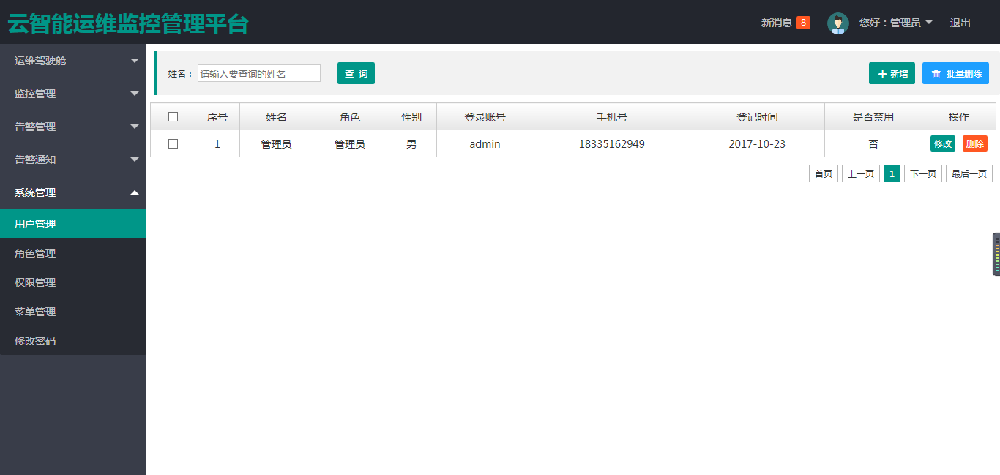 云智能运维监控管理平台
新消息 8 您好：管理员 退出
运维驾驶舱
监控管理
告警管理
告警通知
系统管理
用户管理
角色管理
权限管理
菜单管理
修改密码
姓名： 请输入要查询的姓名 查 询 新增 批量删除
序号 姓名 角色 性别 登录账号 手机号 登记时间 是否禁用 操作
1 管理员 管理员 男 admin 18335162949 2017-10-23 否 修改 删除
首页 上一页 1 下一页 最后一页